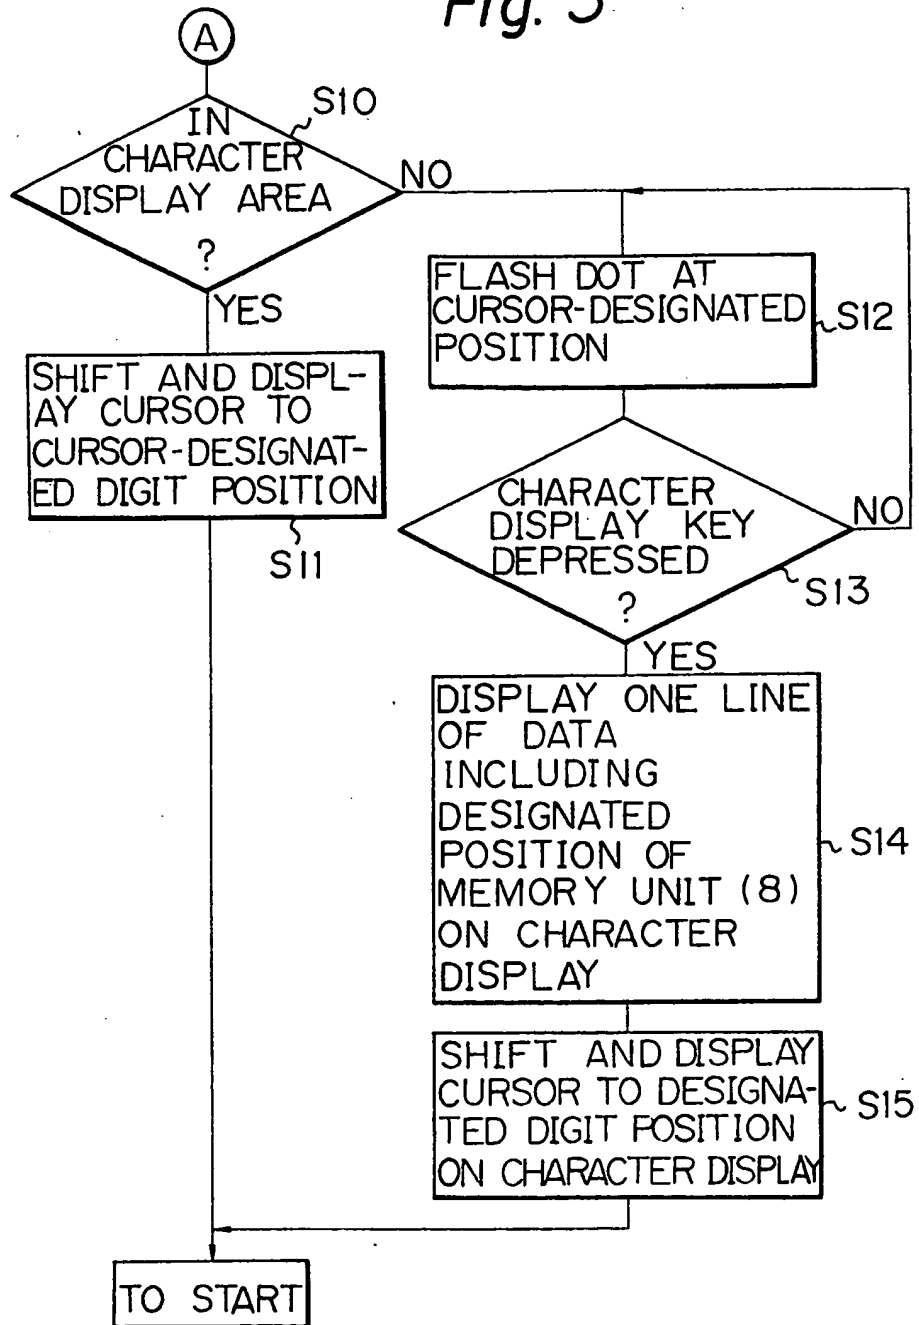 Fig. 5
A
S10
IN
CHARACTER
DISPLAY AREA
?
NO
YES
SHIFT AND DISPL-
AY CURSOR TO
CURSOR-DESIGNAT-
ED DIGIT POSITION
S11
FLASH DOT AT
CURSOR-DESIGNATED
POSITION
S12
CHARACTER
DISPLAY KEY
DEPRESSED
?
NO
S13
YES
DISPLAY ONE LINE
OF DATA
INCLUDING
DESIGNATED
POSITION OF
MEMORY UNIT (8)
ON CHARACTER
DISPLAY
S14
SHIFT AND DISPLAY
CURSOR TO DESIGNA-
TED DIGIT POSITION
ON CHARACTER DISPLAY
S15
TO START